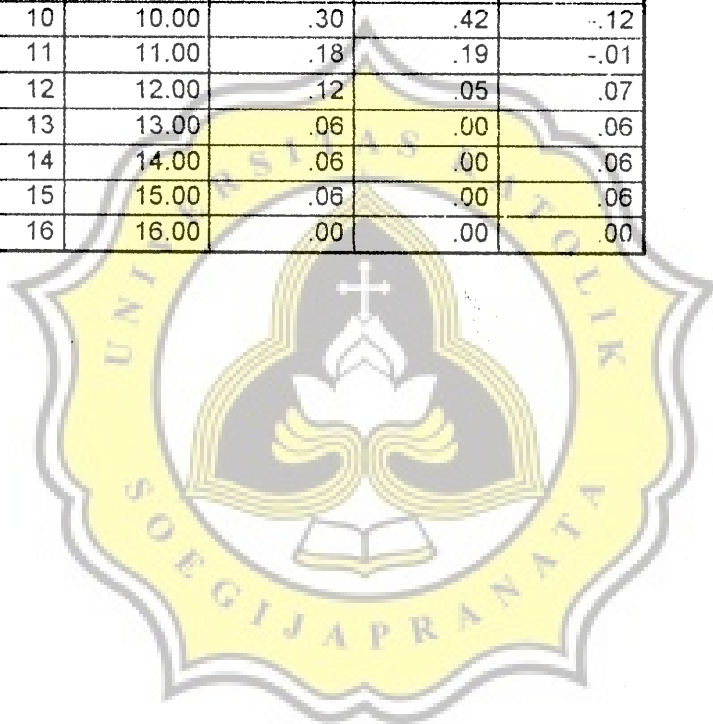 10 10.00 .30 .42 -.12
11 11.00 .18 .19 -.01
12 12.00 .12 .05 .07
13 13.00 .06 .00 .06
14 14.00 .06 .00 .06
15 15.00 .06 .00 .06
16 16.00 .00 .00 .00
UNIVERSITAS KATOLIK
SOEGIJAPRANATA